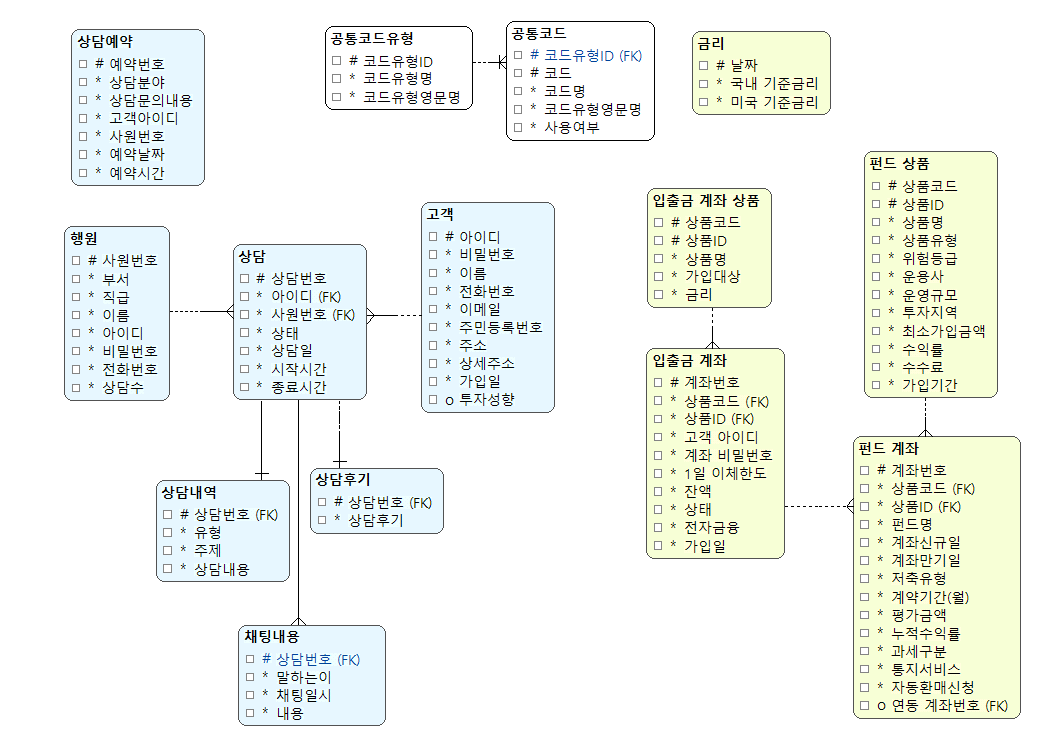 상담예약
# 예약번호
* 상담분야
* 상담문의내용
* 고객아이디
* 사원번호
* 예약날짜
* 예약시간
공통코드유형
# 코드유형ID
* 코드유형명
* 코드유형영문명
공통코드
# 코드유형ID (FK)
# 코드
* 코드명
* 코드유형영문명
* 사용여부
금리
# 날짜
* 국내 기준금리
* 미국 기준금리
행원
# 사원번호
* 부서
* 직급
* 이름
* 아이디
* 비밀번호
* 전화번호
* 상담수
상담
# 상담번호
* 아이디 (FK)
* 사원번호 (FK)
* 상태
* 상담일
* 시작시간
* 종료시간
고객
# 아이디
* 비밀번호
* 이름
* 전화번호
* 이메일
* 주민등록번호
* 주소
* 상세주소
* 가입일
o 투자성향
입출금 계좌 상품
# 상품코드
# 상품ID
* 상품명
* 가입대상
* 금리
펀드 상품
# 상품코드
# 상품ID
* 상품명
* 상품유형
* 위험등급
* 운용사
* 운영규모
* 투자지역
* 최소가입금액
* 수익률
* 수수료
* 가입기간
입출금 계좌
# 계좌번호
* 상품코드 (FK)
* 상품ID (FK)
* 고객 아이디
* 계좌 비밀번호
* 1일 이체한도
* 잔액
* 상태
* 전자금융
* 가입일
펀드 계좌
# 계좌번호
* 상품코드 (FK)
* 상품ID (FK)
* 펀드명
* 계좌신규일
* 계좌만기일
* 저축유형
* 계약기간(월)
* 평가금액
* 누적수익률
* 과세구분
* 통지서비스
* 자동환매신청
o 연동 계좌번호 (FK)
상담내역
# 상담번호 (FK)
* 유형
* 주제
* 상담내용
상담후기
# 상담번호 (FK)
* 상담후기
채팅내용
# 상담번호 (FK)
* 말하는이
* 채팅일시
* 내용